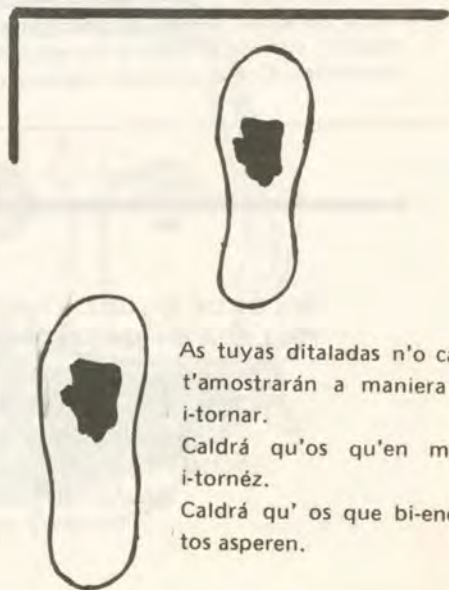 As tuyas ditaladas n'o
t'amostrarán a maniera
i-tornar.
Caldrá qu'os qu'en
i-tornéz.
Caldrá qu' os que
tos asperen.